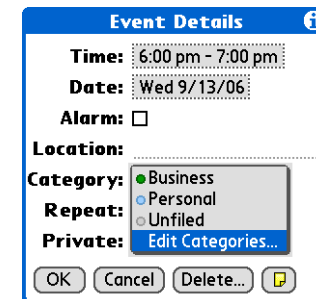 Event Details
Time: 6:00 pm - 7:00 pm
Date: Wed 9/13/06
Alarm:
Location:
Category: Business
Personal
Repeat:
Unfiled
Private: Edit Categories...
OK Cancel Delete...